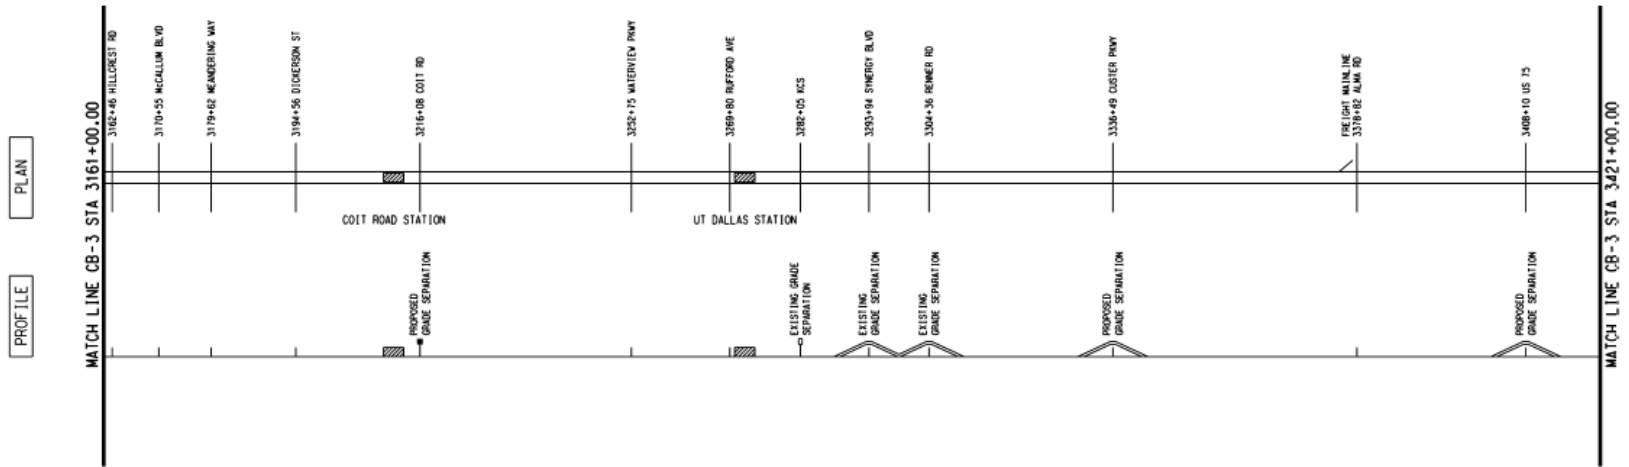 PLAN
PROFILE
MATCH LINE CB-3 STA 3161+00.00
3162+46 HILLCREST RD
3170+55 McCALLUM BLVD
3179+62 MEANDERING WAY
3194+56 DICKERSON ST
3216+08 COIT RD
3252+75 WATERVIEW PKWY
3269+80 RUFFORD AVE
3282+05 KCS
3293+94 SYNERGY BLVD
3304+36 RENNER RD
3336+49 CUSTER PKWY
FREIGHT MAINLINE
3378+82 ALMA RD
3408+10 US 75
COIT ROAD STATION
UT DALLAS STATION
PROPOSED
GRADE SEPARATION
EXISTING GRADE
SEPARATION
EXISTING
GRADE SEPARATION
EXISTING
GRADE SEPARATION
PROPOSED
GRADE SEPARATION
PROPOSED
GRADE SEPARATION
MATCH LINE CB-3 STA 3421+00.00